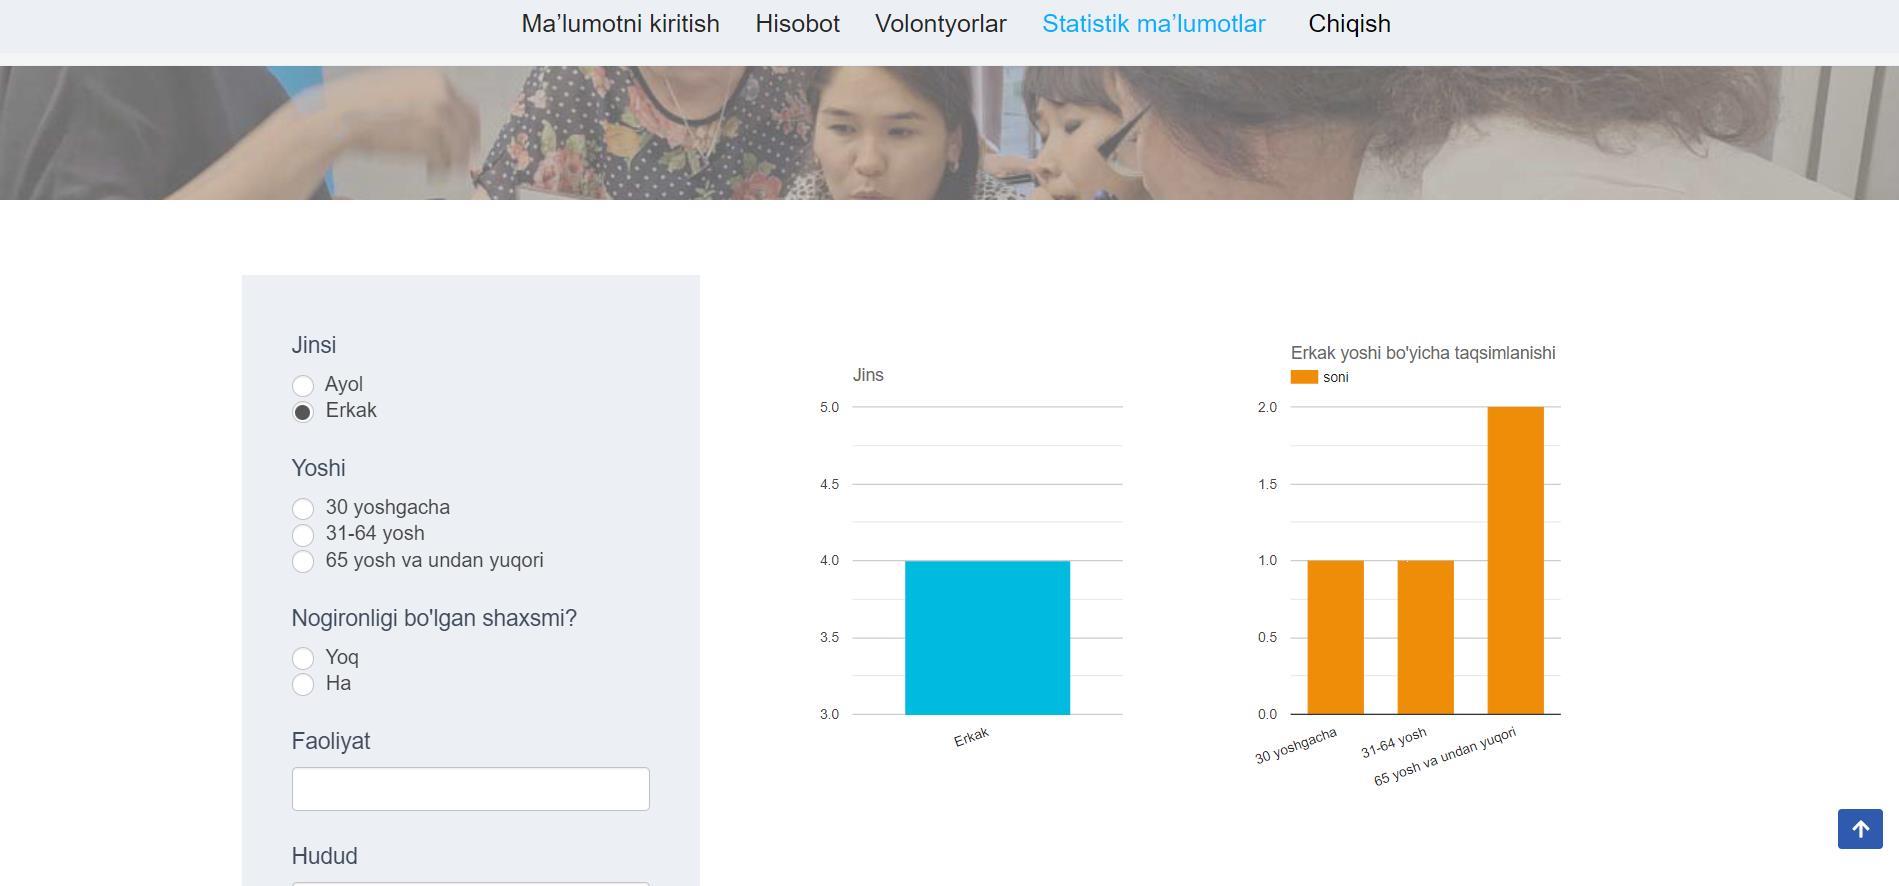 Ma’lumotni kiritish Hisobot Volontyorlar Statistik ma’lumotlar Chiqish
Jinsi
Ayol
Erkak
Yoshi
30 yoshgacha
31-64 yosh
65 yosh va undan yuqori
Nogironligi bo'lgan shaxsmi?
Yoq
Ha
Faoliyat
Hudud
Jins
5.0
4.5
4.0
3.5
3.0
Erkak
Erkak yoshi bo'yicha taqsimlanishi
soni
2.0
1.5
1.0
0.5
0.0
30 yoshgacha
31-64 yosh
65 yosh va undan yuqori